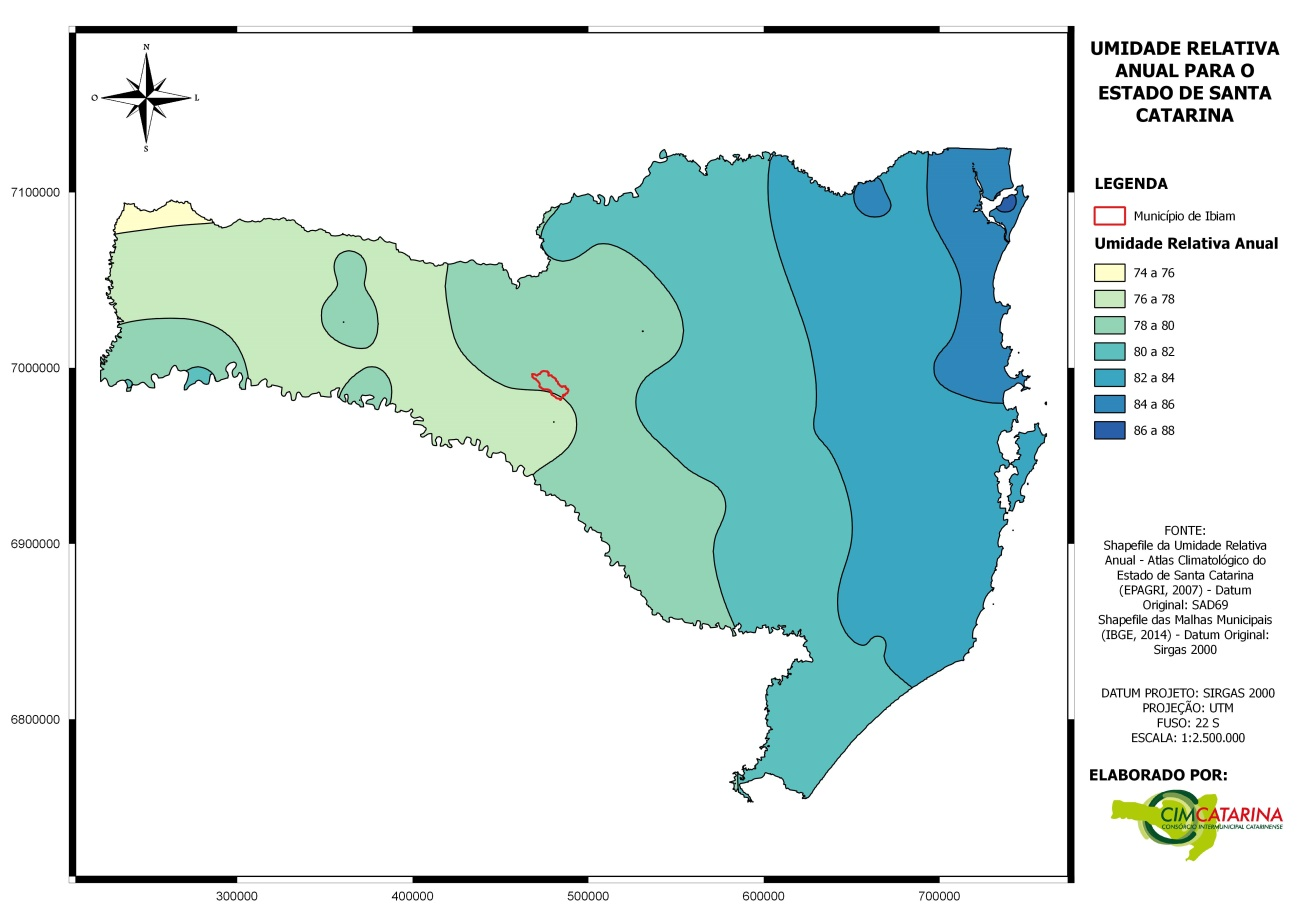 UMIDADE RELATIVA
ANUAL PARA O
ESTADO DE SANTA
CATARINA
N
O
L
S
LEGENDA
Município de Ibiam
Umidade Relativa Anual
74 a 76
76 a 78
78 a 80
80 a 82
82 a 84
84 a 86
86 a 88
7100000
7000000
6900000
6800000
300000
400000
500000
600000
700000
FONTE:
Shapefile da Umidade Relativa
Anual - Atlas Climatológico do
Estado de Santa Catarina
(EPAGRI, 2007) - Datum
Original: SAD69
Shapefile das Malhas Municipais
(IBGE, 2014) - Datum Original:
Sirgas 2000
DATUM PROJETO: SIRGAS 2000
PROJEÇÃO: UTM
FUSO: 22 S
ESCALA: 1:2.500.000
ELABORADO POR:
CIMCATARINA
CONSÓRCIO INTERMUNICIPAL CATARINENSE